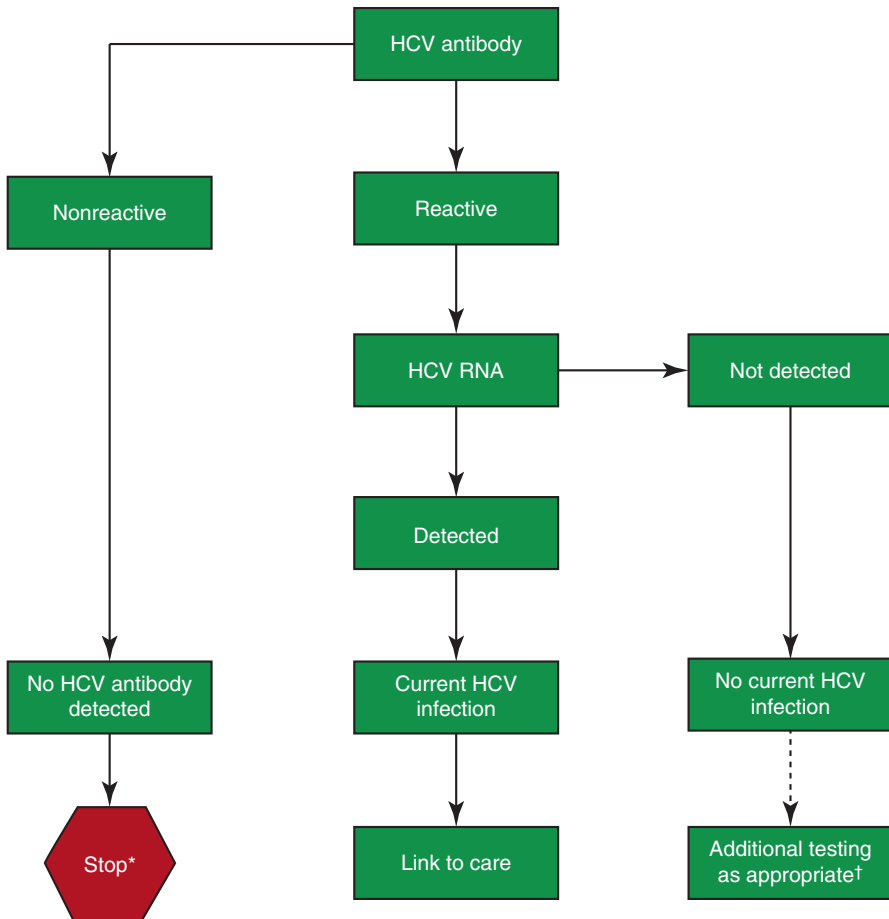 HCV antibody
Nonreactive
Reactive
HCV RNA
Not detected
Detected
No HCV antibody
detected
Current HCV
infection
No current HCV
infection
Stop*
Link to care
Additional testing
as appropriate†